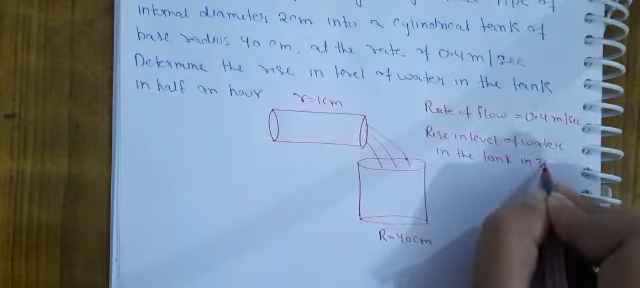 of
internal diameter 2cm into a cylindrical tank of
base radius 40 cm, at the rate of 0.4 m/sec
Determine the rise in level of water in the tank
in half an hour
r=1cm
Rate of flow = 0.4 m/sec
Rise in level of water
in the tank in 3
R=40cm